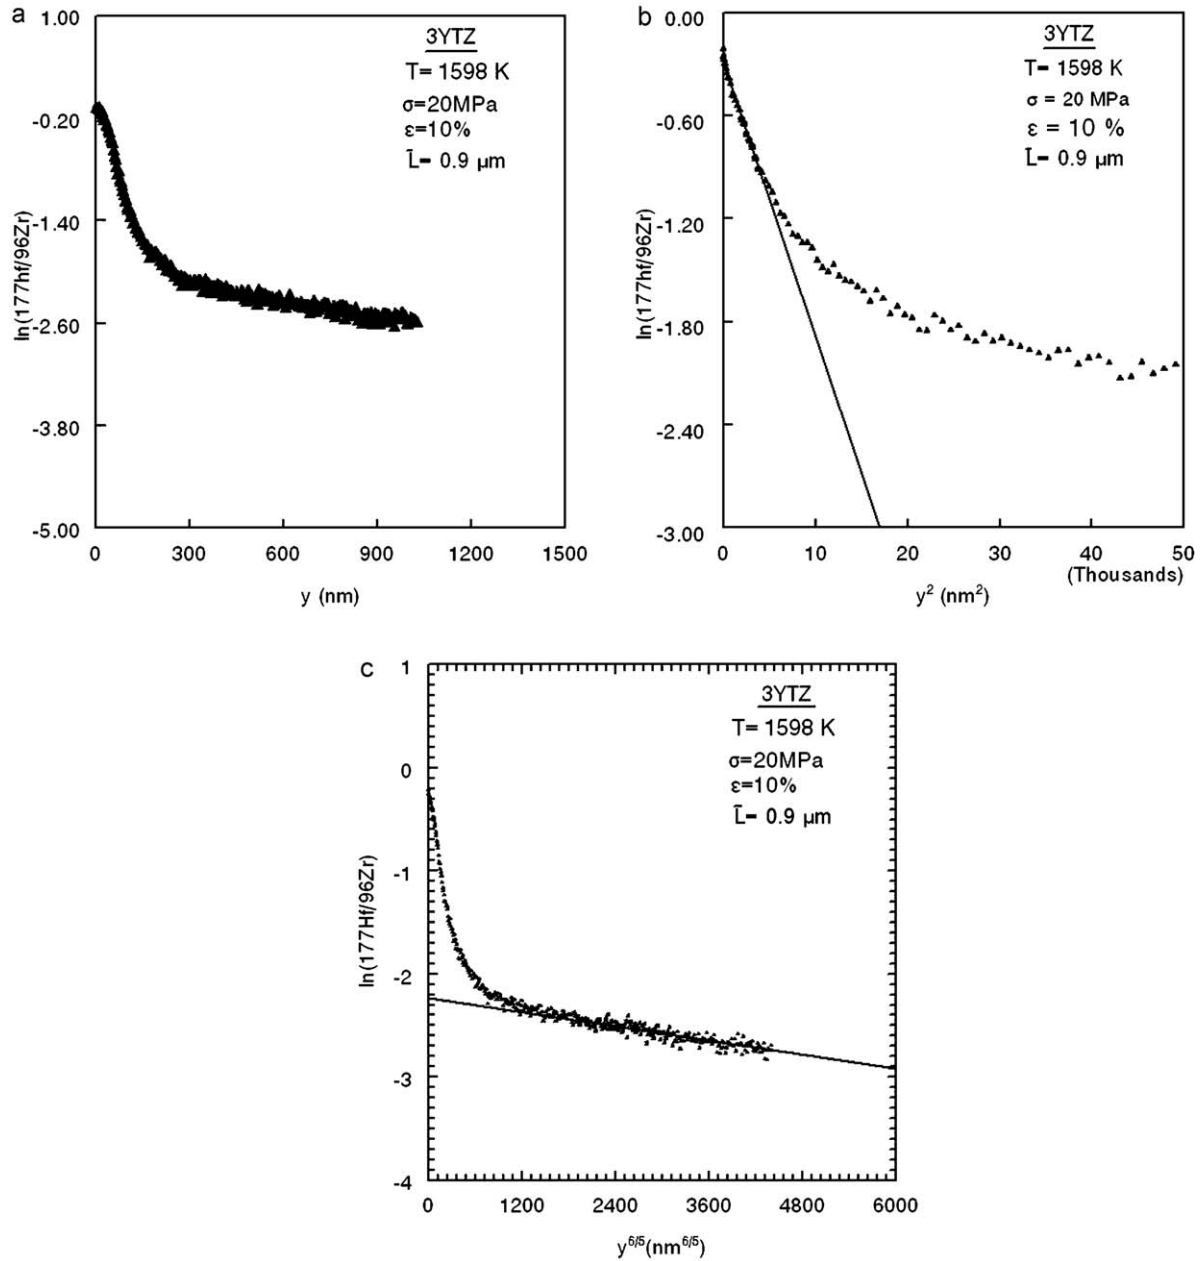 a
1.00
-0.20
-1.40
-2.60
-3.80
-5.00
ln(177hf/96Zr)
3YTZ
T= 1598 K
σ=20MPa
ε=10%
L̄= 0.9 µm
0 300 600 900 1200 1500
y (nm)
b
0.00
-0.60
-1.20
-1.80
-2.40
-3.00
ln(177hf/96Zr)
3YTZ
T= 1598 K
σ = 20 MPa
ε = 10 %
L̄= 0.9 µm
0 10 20 30 40 50
(Thousands)
y² (nm²)
c
1
0
-1
-2
-3
-4
ln(177Hf/96Zr)
3YTZ
T= 1598 K
σ=20MPa
ε=10%
L̄= 0.9 µm
0 1200 2400 3600 4800 6000
y⁶/⁵(nm⁶/⁵)